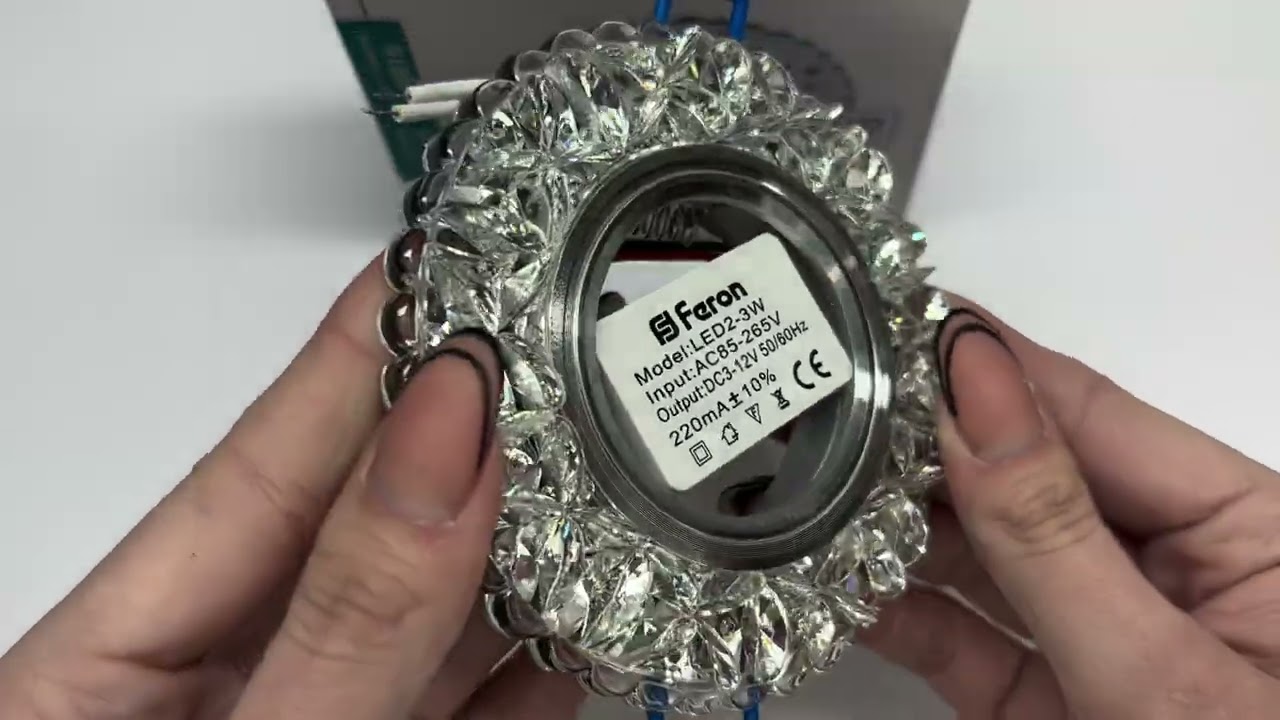 Feron
Model:LED2-3W
Input:AC85-265V
Output:DC3-12V 50/60Hz
220mA±10%
CE